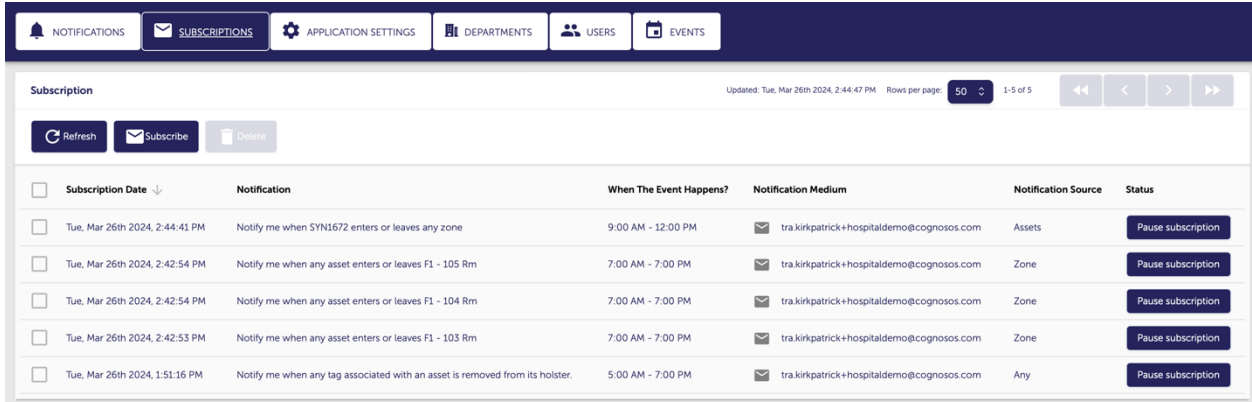 NOTIFICATIONS SUBSCRIPTIONS APPLICATION SETTINGS DEPARTMENTS USERS EVENTS
Subscription Updated: Tue, Mar 26th 2024, 2:44:47 PM Rows per page: 50 1-5 of 5
Refresh Subscribe Delete
Subscription Date Notification When The Event Happens? Notification Medium Notification Source Status
Tue, Mar 26th 2024, 2:44:41 PM Notify me when SYN1672 enters or leaves any zone 9:00 AM - 12:00 PM tra.kirkpatrick+hospitaldemo@cognosos.com Assets Pause subscription
Tue, Mar 26th 2024, 2:42:54 PM Notify me when any asset enters or leaves F1 - 105 Rm 7:00 AM - 7:00 PM tra.kirkpatrick+hospitaldemo@cognosos.com Zone Pause subscription
Tue, Mar 26th 2024, 2:42:54 PM Notify me when any asset enters or leaves F1 - 104 Rm 7:00 AM - 7:00 PM tra.kirkpatrick+hospitaldemo@cognosos.com Zone Pause subscription
Tue, Mar 26th 2024, 2:42:53 PM Notify me when any asset enters or leaves F1 - 103 Rm 7:00 AM - 7:00 PM tra.kirkpatrick+hospitaldemo@cognosos.com Zone Pause subscription
Tue, Mar 26th 2024, 1:51:16 PM Notify me when any tag associated with an asset is removed from its holster. 5:00 AM - 7:00 PM tra.kirkpatrick+hospitaldemo@cognosos.com Any Pause subscription